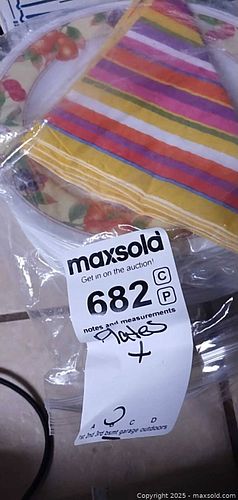 maxsold
Get in on the auction!
682 C
P
notes and measurements
Plates
+
A C D
1st 2nd 3rd bsmt garage outdoors
Copyright 2025 - maxsold.com